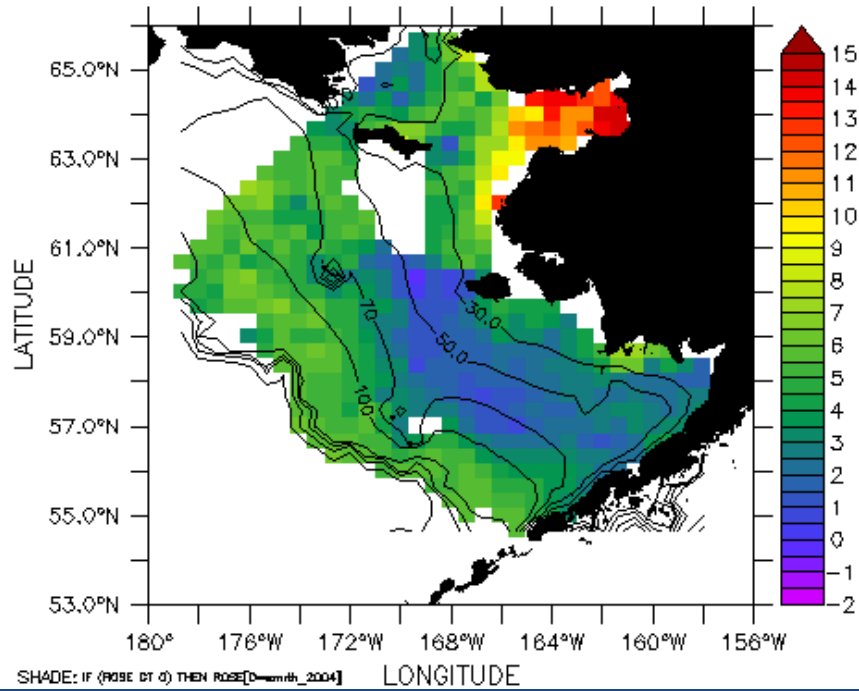 65.0°N
63.0°N
61.0°N
59.0°N
57.0°N
55.0°N
53.0°N
LATITUDE
180° 176°W 172°W 168°W 164°W 160°W 156°W
LONGITUDE
30.0
50.0
70
100
15
14
13
12
11
10
9
8
7
6
5
4
3
2
1
0
-1
-2
SHADE: IF (ROSE GT 0) THEN ROSE[D=smrth_2004]